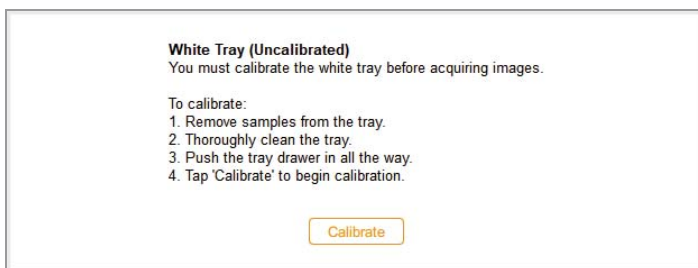 White Tray (Uncalibrated)
You must calibrate the white tray before acquiring images.
To calibrate:
1. Remove samples from the tray.
2. Thoroughly clean the tray.
3. Push the tray drawer in all the way.
4. Tap 'Calibrate' to begin calibration.
Calibrate